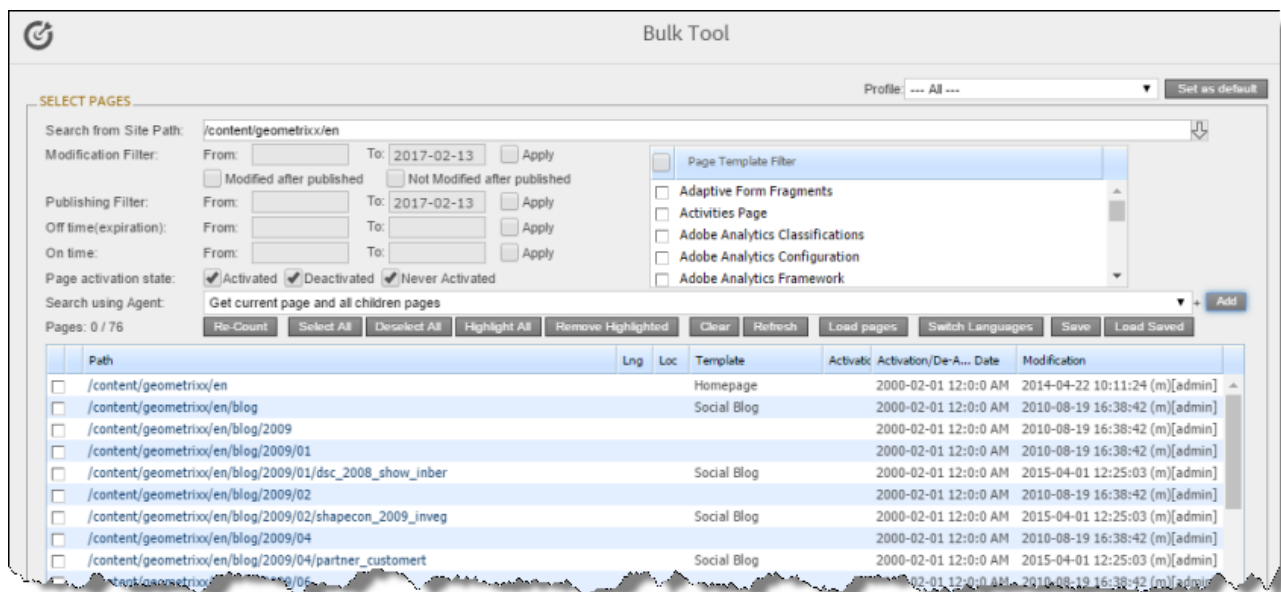 Bulk Tool
Profile: --- All --- Set as default
SELECT PAGES
Search from Site Path: /content/geometrixx/en
Modification Filter: From: To: 2017-02-13 Apply
Modified after published Not Modified after published
Publishing Filter: From: To: 2017-02-13 Apply
Off time(expiration): From: To: Apply
On time: From: To: Apply
Page activation state: Activated Deactivated Never Activated
Page Template Filter
Adaptive Form Fragments
Activities Page
Adobe Analytics Classifications
Adobe Analytics Configuration
Adobe Analytics Framework
Search using Agent: Get current page and all children pages + Add
Pages: 0 / 76 Re-Count Select All Deselect All Highlight All Remove Highlighted Clear Refresh Load pages Switch Languages Save Load Saved
Path Lng Loc Template Activatic Activation/De-A... Date Modification
/content/geometrixx/en Homepage 2000-02-01 12:0:0 AM 2014-04-22 10:11:24 (m)[admin]
/content/geometrixx/en/blog Social Blog 2000-02-01 12:0:0 AM 2010-08-19 16:38:42 (m)[admin]
/content/geometrixx/en/blog/2009 2000-02-01 12:0:0 AM 2010-08-19 16:38:42 (m)[admin]
/content/geometrixx/en/blog/2009/01 2000-02-01 12:0:0 AM 2010-08-19 16:38:42 (m)[admin]
/content/geometrixx/en/blog/2009/01/dsc_2008_show_inber Social Blog 2000-02-01 12:0:0 AM 2015-04-01 12:25:03 (m)[admin]
/content/geometrixx/en/blog/2009/02 2000-02-01 12:0:0 AM 2010-08-19 16:38:42 (m)[admin]
/content/geometrixx/en/blog/2009/02/shapecon_2009_inveg Social Blog 2000-02-01 12:0:0 AM 2015-04-01 12:25:03 (m)[admin]
/content/geometrixx/en/blog/2009/04 2000-02-01 12:0:0 AM 2010-08-19 16:38:42 (m)[admin]
/content/geometrixx/en/blog/2009/04/partner_customert Social Blog 2000-02-01 12:0:0 AM 2015-04-01 12:25:03 (m)[admin]
12:0:0 AM 2010-08-19 16:38:42 (m)[admin]